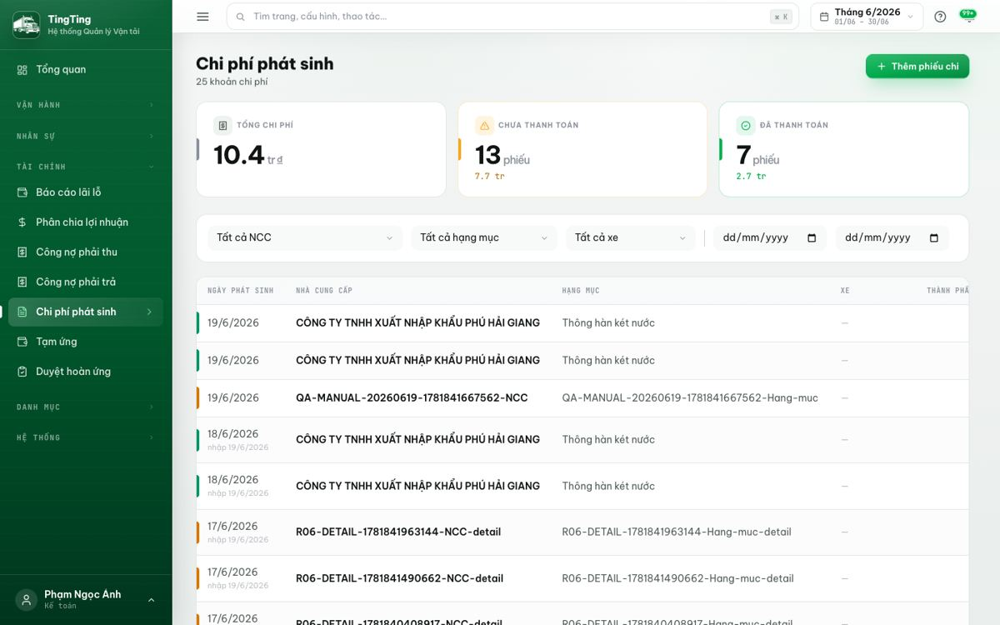 TingTing
Hệ thống Quản lý Vận tải
Tìm trang, cấu hình, thao tác...
⌘ K
Tháng 6/2026
01/06 – 30/06
99+
Tổng quan
VẬN HÀNH
NHÂN SỰ
TÀI CHÍNH
Báo cáo lãi lỗ
Phân chia lợi nhuận
Công nợ phải thu
Công nợ phải trả
Chi phí phát sinh
Tạm ứng
Duyệt hoàn ứng
DANH MỤC
HỆ THỐNG
Phạm Ngọc Ánh
Kế toán
Chi phí phát sinh
25 khoản chi phí
+ Thêm phiếu chi
TỔNG CHI PHÍ
10.4 tr ₫
CHƯA THANH TOÁN
13 phiếu
7.7 tr
ĐÃ THANH TOÁN
7 phiếu
2.7 tr
Tất cả NCC
Tất cả hạng mục
Tất cả xe
dd/mm/yyyy
dd/mm/yyyy
NGÀY PHÁT SINH NHÀ CUNG CẤP HẠNG MỤC XE THÀNH PHẦ
19/6/2026 CÔNG TY TNHH XUẤT NHẬP KHẨU PHÚ HẢI GIANG Thông hàn két nước —
19/6/2026 CÔNG TY TNHH XUẤT NHẬP KHẨU PHÚ HẢI GIANG Thông hàn két nước —
19/6/2026 QA-MANUAL-20260619-1781841667562-NCC QA-MANUAL-20260619-1781841667562-Hang-muc —
18/6/2026 CÔNG TY TNHH XUẤT NHẬP KHẨU PHÚ HẢI GIANG Thông hàn két nước —
nhập 19/6/2026
18/6/2026 CÔNG TY TNHH XUẤT NHẬP KHẨU PHÚ HẢI GIANG Thông hàn két nước —
nhập 19/6/2026
17/6/2026 R06-DETAIL-1781841963144-NCC-detail R06-DETAIL-1781841963144-Hang-muc-detail —
nhập 19/6/2026
17/6/2026 R06-DETAIL-1781841490662-NCC-detail R06-DETAIL-1781841490662-Hang-muc-detail —
nhập 19/6/2026
17/6/2026 R06-DETAIL-1781840408917-NCC-detail R06-DETAIL-1781840408917-Hang-muc-detail —